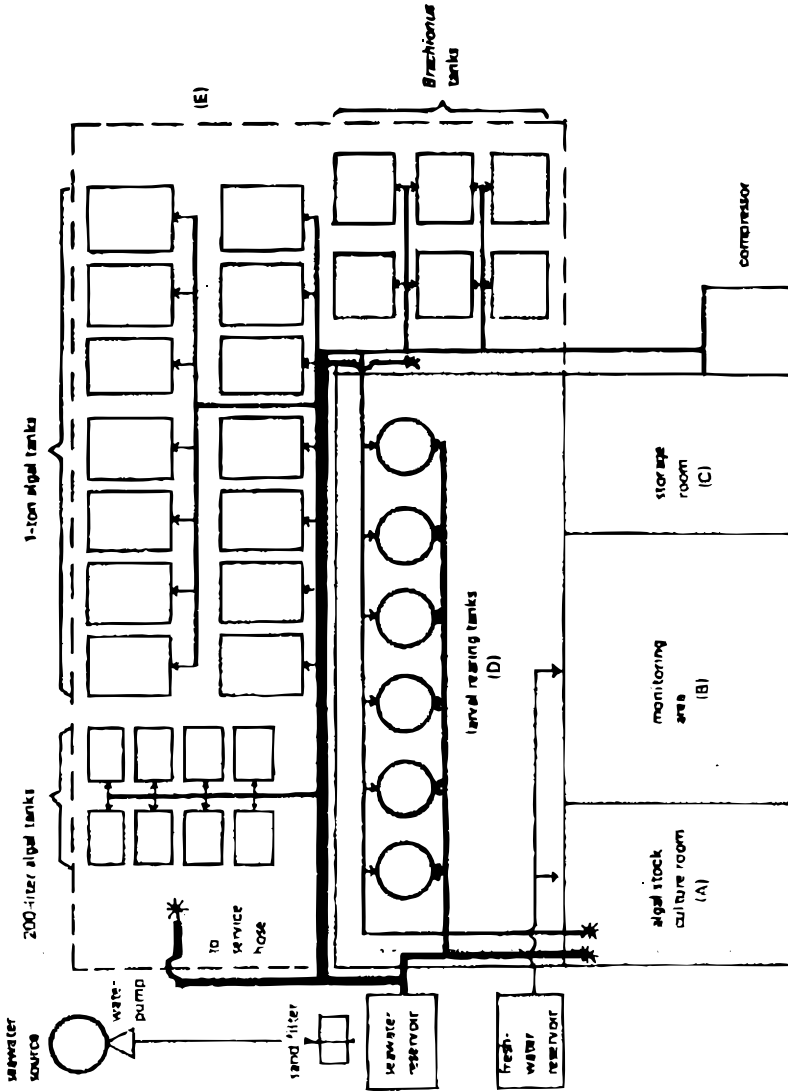 seawater
source
water-
pump
sand filter
seawater
reservoir
fresh-
water
reservoir
200-liter algal tanks
1-ton algal tanks
(E)
Brachionus
tanks
to
service
hose
larval rearing tanks
(D)
algal stock
culture room
(A)
monitoring
area
(B)
storage
room
(C)
compressor